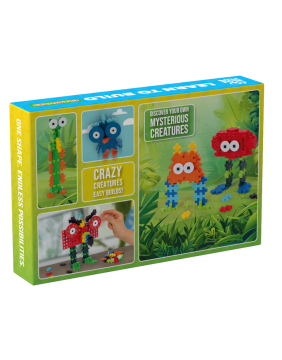 LEARN TO BUILD
DISCOVER YOUR OWN
MYSTERIOUS
CREATURES
CRAZY
CREATURES
EASY BUILDS!
ONE SHAPE. ENDLESS POSSIBILITIES.